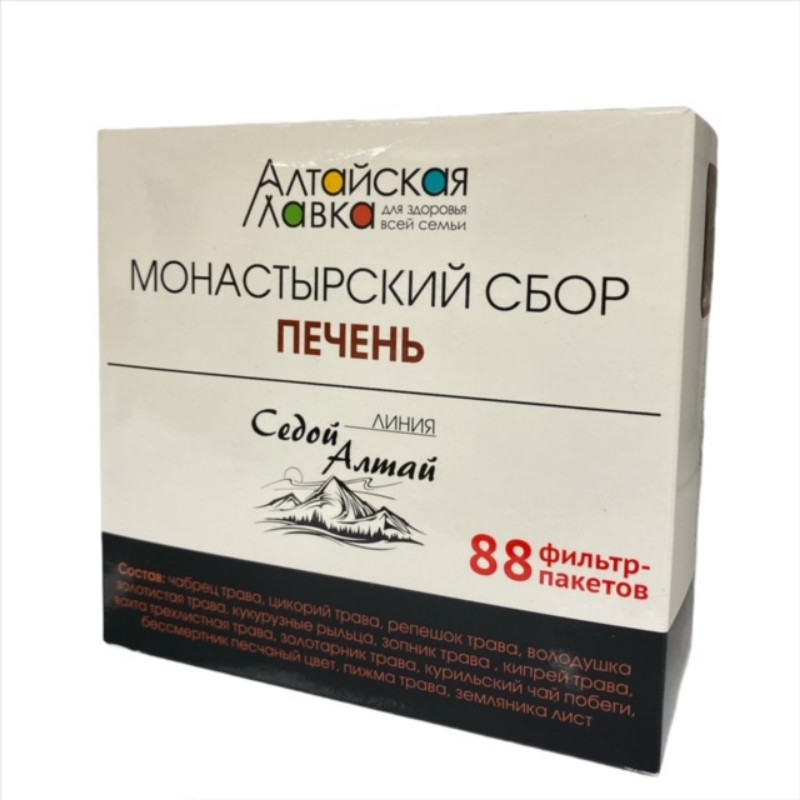 Алтайская
Лавка
для здоровья
всей семьи
МОНАСТЫРСКИЙ СБОР
ПЕЧЕНЬ
ЛИНИЯ
Седой
Алтай
88 фильтр-
пакетов
Состав: чабрец трава, цикорий трава, репешок трава, володушка
золотистая трава, кукурузные рыльца, зопник трава , кипрей трава,
вахта трехлистная трава, золотарник трава, курильский чай побеги,
бессмертник песчаный цвет, пижма трава, земляника лист